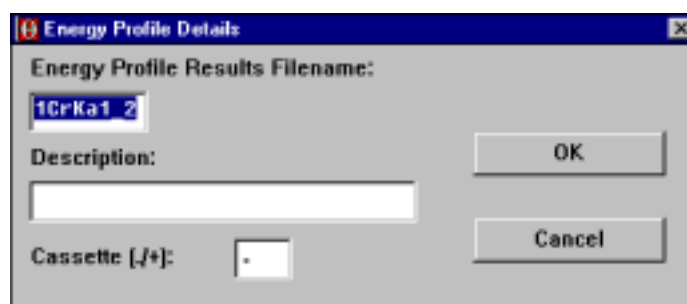 Energy Profile Details
Energy Profile Results Filename:
1CrKa1_2
OK
Description:
Cancel
Cassette [./+]:
.